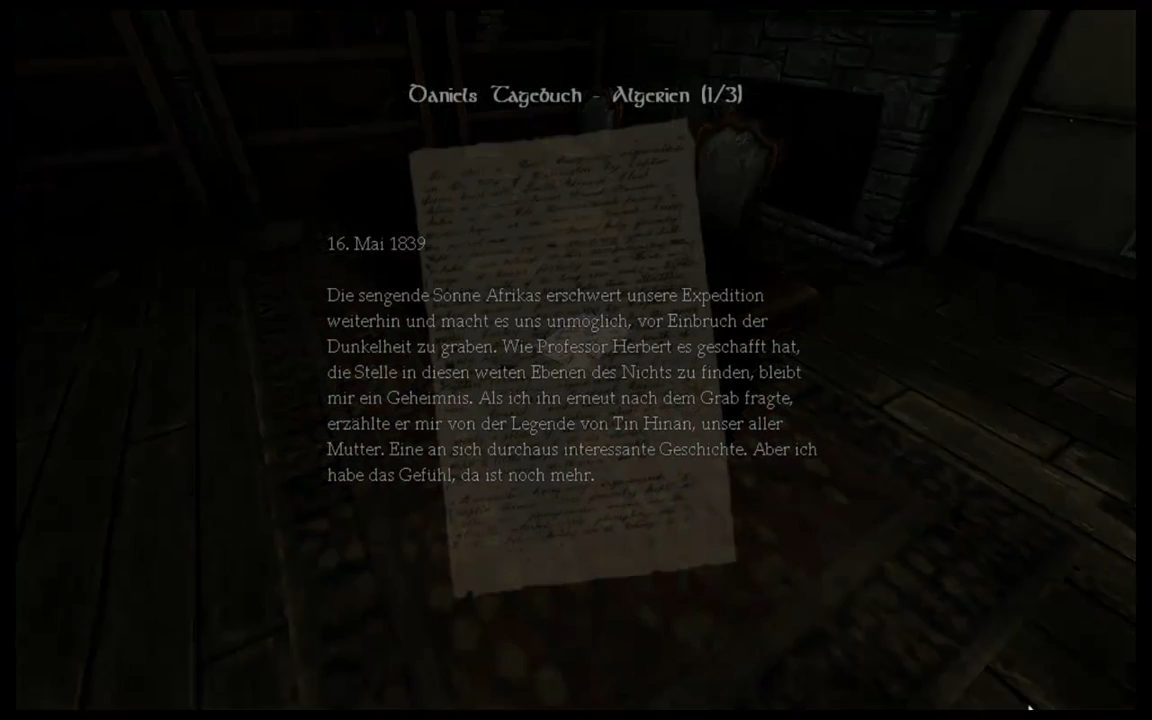 Daniels Tagebuch - Algerien (1/3)
16. Mai 1839
Die sengende Sonne Afrikas erschwert unsere Expedition
weiterhin und macht es uns unmöglich, vor Einbruch der
Dunkelheit zu graben. Wie Professor Herbert es geschafft hat,
die Stelle in diesen weiten Ebenen des Nichts zu finden, bleibt
mir ein Geheimnis. Als ich ihn erneut nach dem Grab fragte,
erzählte er mir von der Legende von Tin Hinan, unser aller
Mutter. Eine an sich durchaus interessante Geschichte. Aber ich
habe das Gefühl, da ist noch mehr.